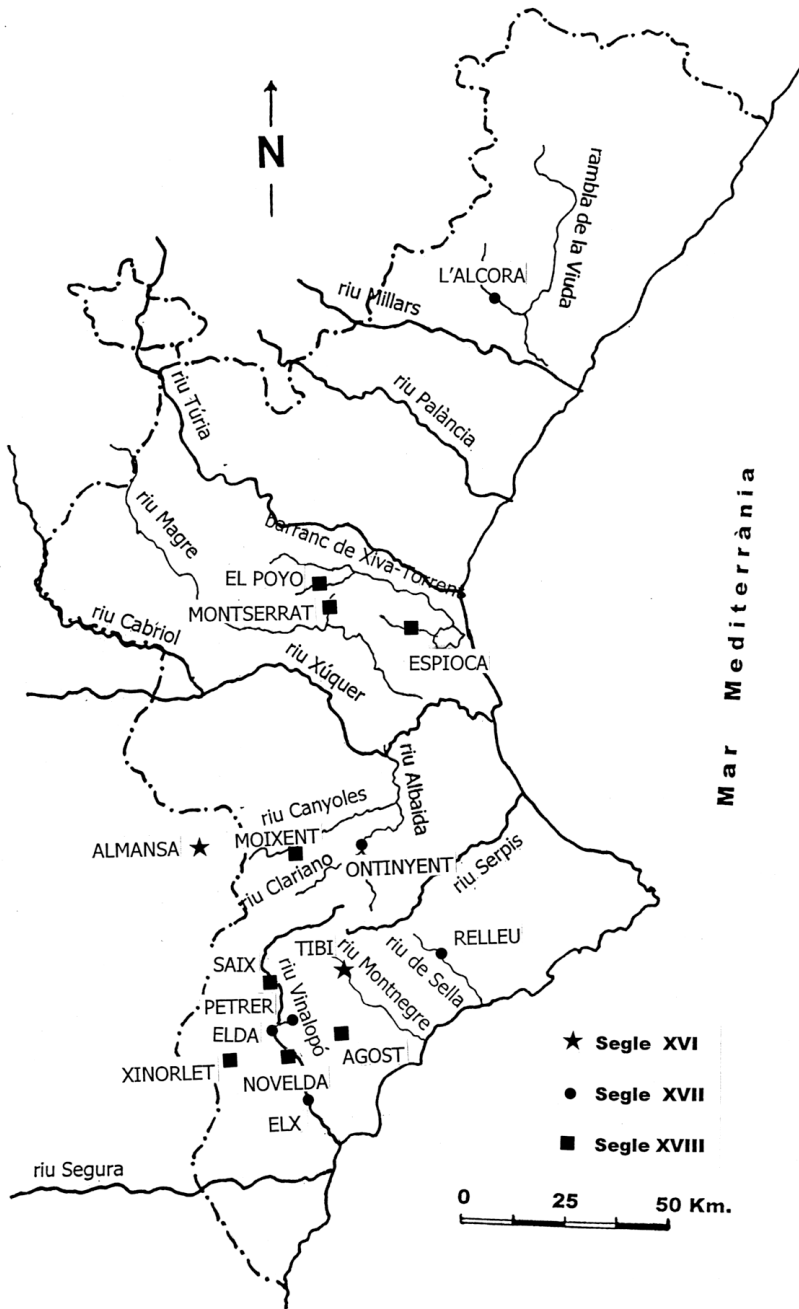 N
rambla de la Viuda
L'ALCORA
riu Millars
riu Palància
riu Túria
riu Magre
barranc de Xiva-Torrent
EL POYO
MONTSERRAT
riu Cabriol
ESPIOCA
riu Xúquer
riu Albaida
Mar Mediterrània
riu Canyoles
ALMANSA
MOIXENT
riu Clariano
ONTINYENT
riu Serpis
RELLEU
TIBI
SAIX
riu Vinalopó
riu Montnegre
riu de Sella
PETRER
ELDA
AGOST
XINORLET
NOVELDA
ELX
Segle XVI
Segle XVII
Segle XVIII
riu Segura
0 25 50 Km.